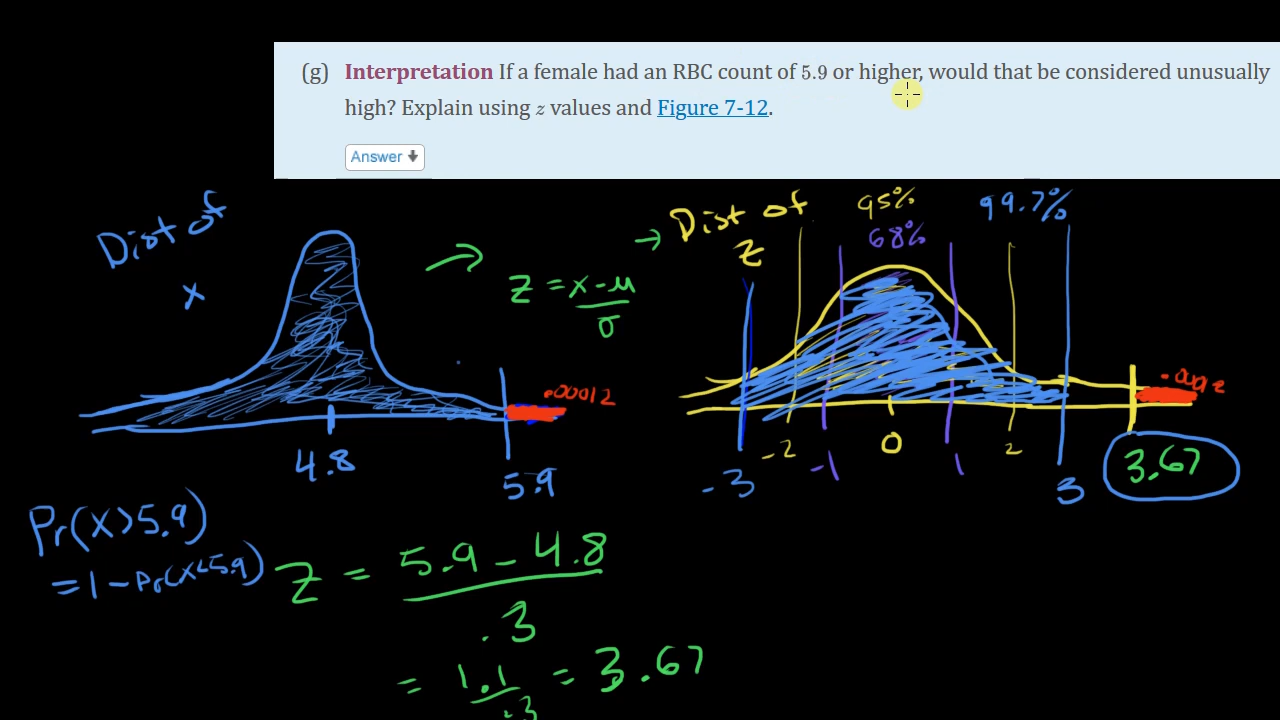 (g) Interpretation If a female had an RBC count of 5.9 or higher, would that be considered unusually
high? Explain using z values and Figure 7-12.
Answer
Dist of
x
4.8
5.9
.00012
z = x - μ
σ
Dist of
z
95%
68%
99.7%
-3
-2
-1
0
1
2
3
3.67
Pr(x>5.9)
= 1 - Pr(x<5.9)
z = 5.9 - 4.8
.3
= 1.1
.3
= 3.67